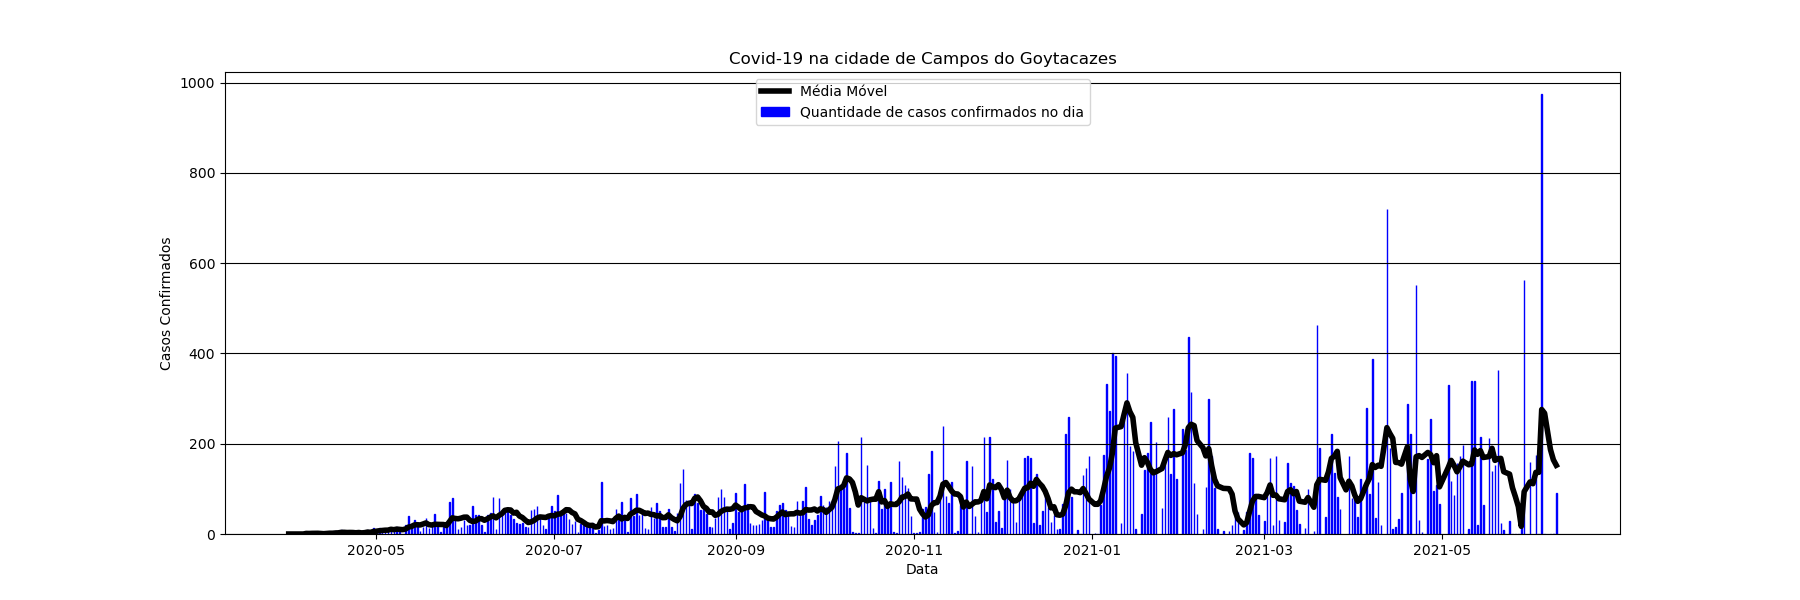 Covid-19 na cidade de Campos do Goytacazes
Média Móvel
Quantidade de casos confirmados no dia
Casos Confirmados
1000
800
600
400
200
0
2020-05 2020-07 2020-09 2020-11 2021-01 2021-03 2021-05
Data